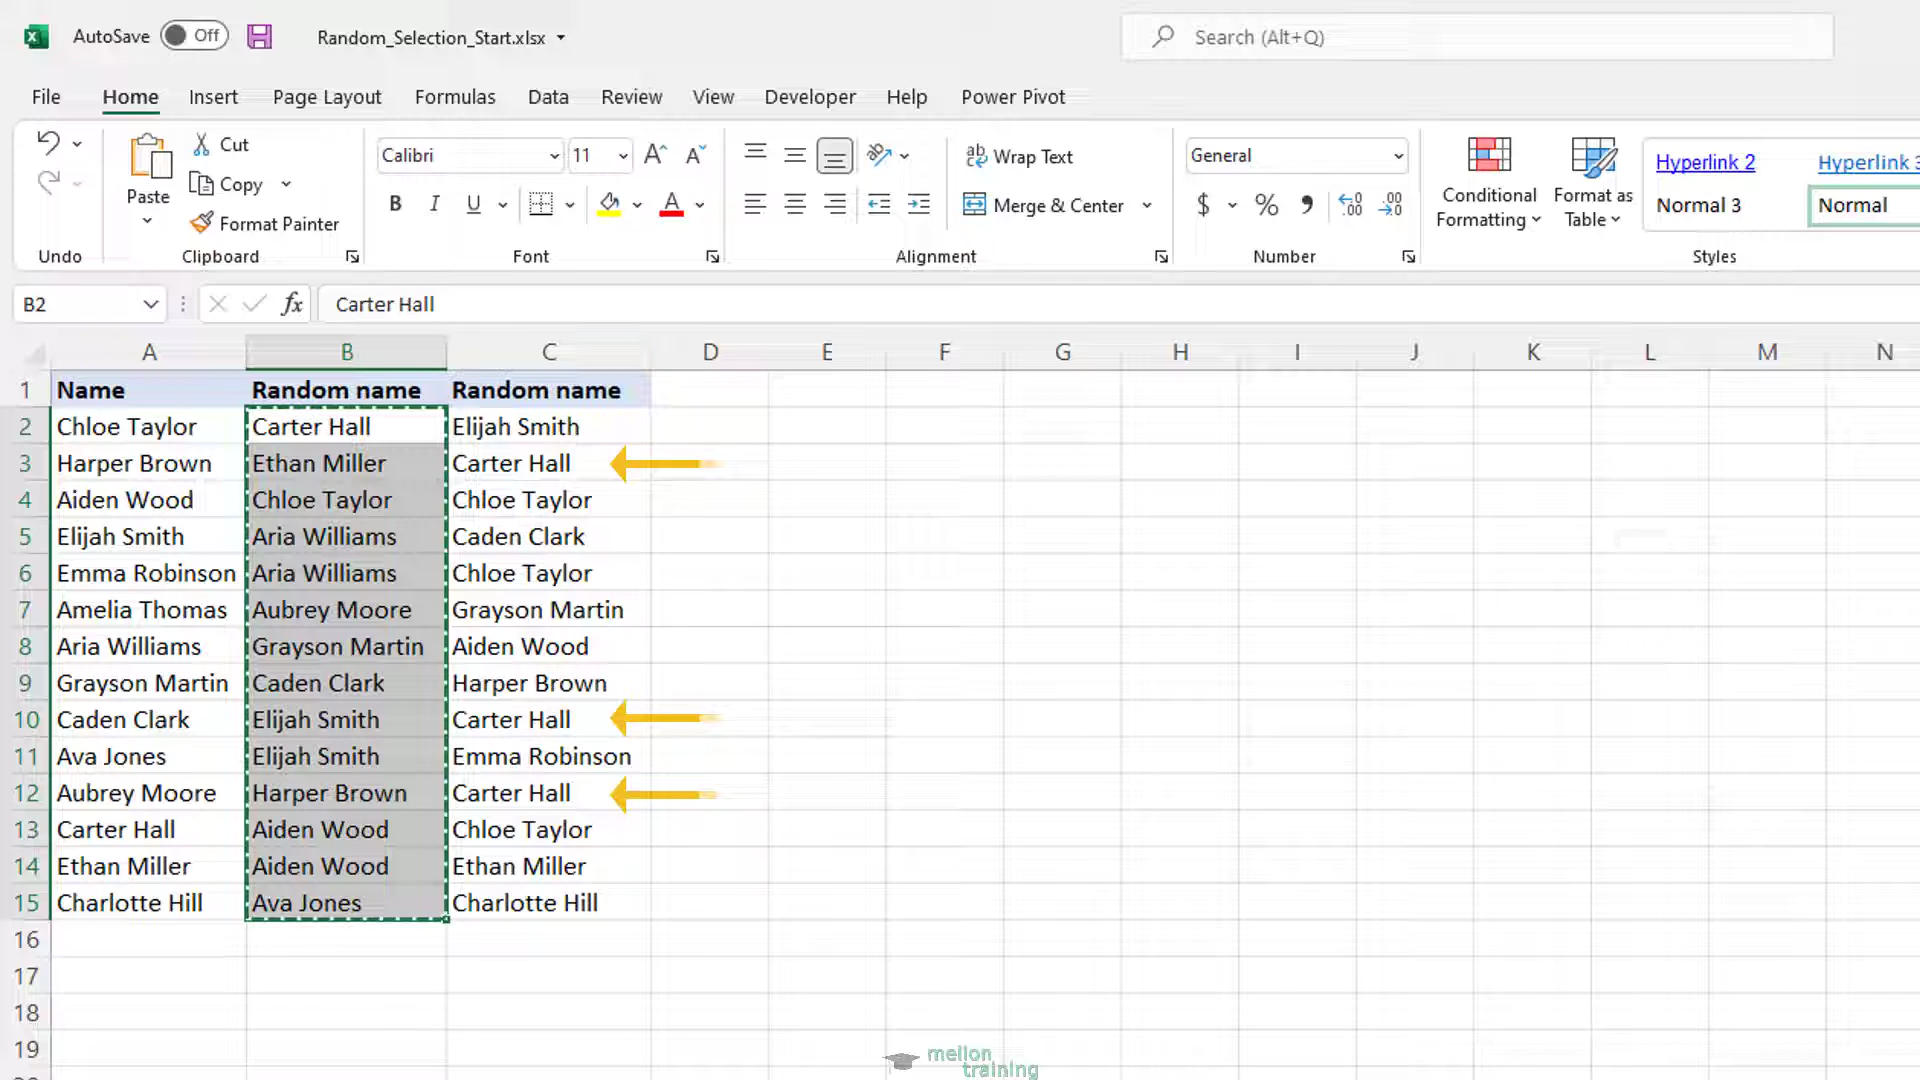 AutoSave Off Random_Selection_Start.xlsx Search (Alt+Q)
File Home Insert Page Layout Formulas Data Review View Developer Help Power Pivot
Paste Cut Copy Format Painter
Calibri 11
B I U A
Wrap Text
Merge & Center
General
$ % , .00 .00
Conditional Formatting
Format as Table
Hyperlink 2 Hyperlink 3
Normal 3 Normal
Undo Clipboard Font Alignment Number Styles
B2 fx Carter Hall
A B C D E F G H I J K L M N
1 Name Random name Random name
2 Chloe Taylor Carter Hall Elijah Smith
3 Harper Brown Ethan Miller Carter Hall
4 Aiden Wood Chloe Taylor Chloe Taylor
5 Elijah Smith Aria Williams Caden Clark
6 Emma Robinson Aria Williams Chloe Taylor
7 Amelia Thomas Aubrey Moore Grayson Martin
8 Aria Williams Grayson Martin Aiden Wood
9 Grayson Martin Caden Clark Harper Brown
10 Caden Clark Elijah Smith Carter Hall
11 Ava Jones Elijah Smith Emma Robinson
12 Aubrey Moore Harper Brown Carter Hall
13 Carter Hall Aiden Wood Chloe Taylor
14 Ethan Miller Aiden Wood Ethan Miller
15 Charlotte Hill Ava Jones Charlotte Hill
16
17
18
19
mellon
training